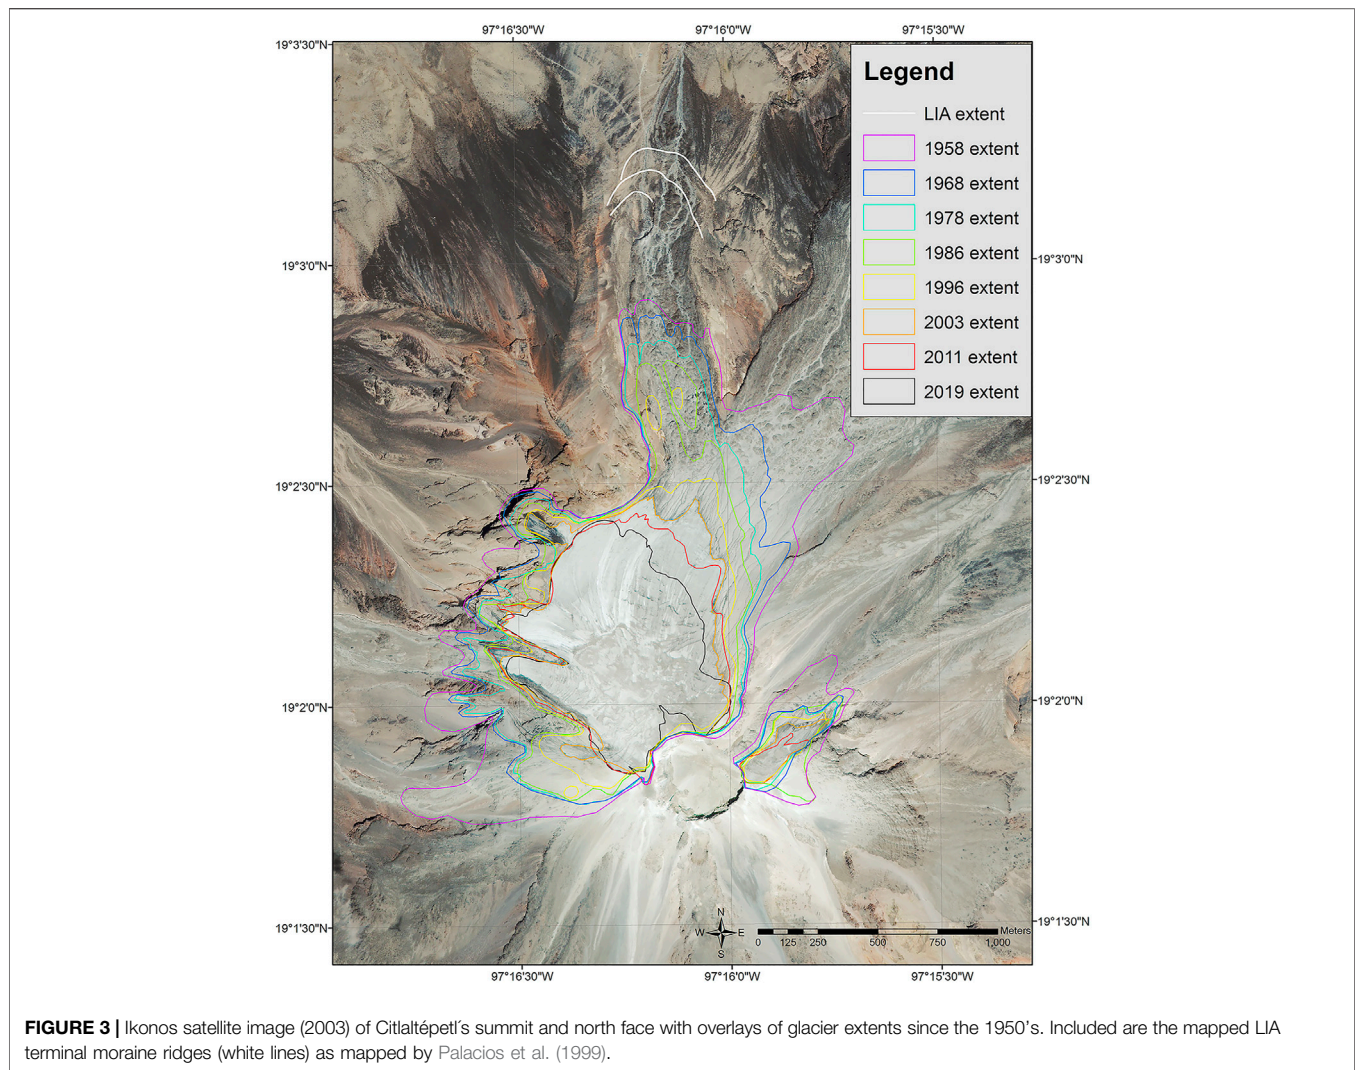 97°16'30"W 97°16'0"W 97°15'30"W
19°3'30"N
Legend
LIA extent
1958 extent
1968 extent
1978 extent
1986 extent
1996 extent
2003 extent
2011 extent
2019 extent
19°3'0"N 19°3'0"N
19°2'30"N 19°2'30"N
19°2'0"N 19°2'0"N
19°1'30"N 19°1'30"N
N
W E
S
Meters
0 125 250 500 750 1,000
97°16'30"W 97°16'0"W 97°15'30"W
FIGURE 3 | Ikonos satellite image (2003) of Citlaltépetl´s summit and north face with overlays of glacier extents since the 1950's. Included are the mapped LIA
terminal moraine ridges (white lines) as mapped by Palacios et al. (1999).